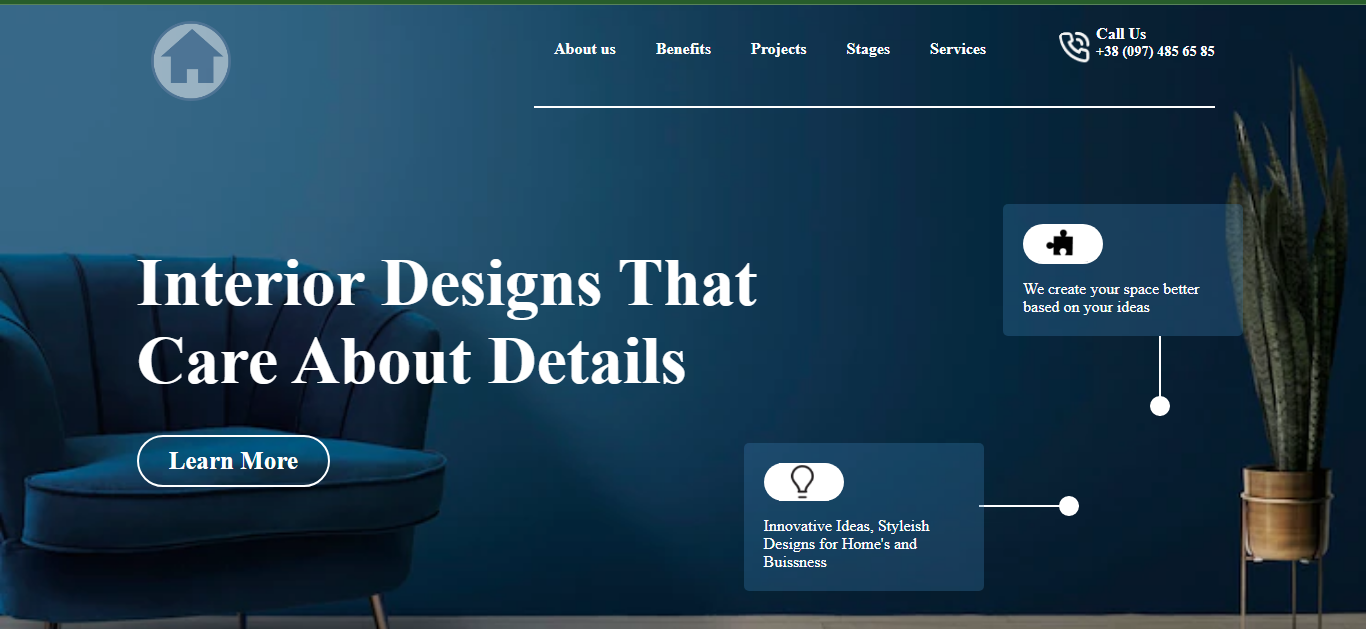 About us
Benefits
Projects
Stages
Services
Call Us
+38 (097) 485 65 85
Interior Designs That
Care About Details
Learn More
We create your space better
based on your ideas
Innovative Ideas, Styleish
Designs for Home's and
Buissness